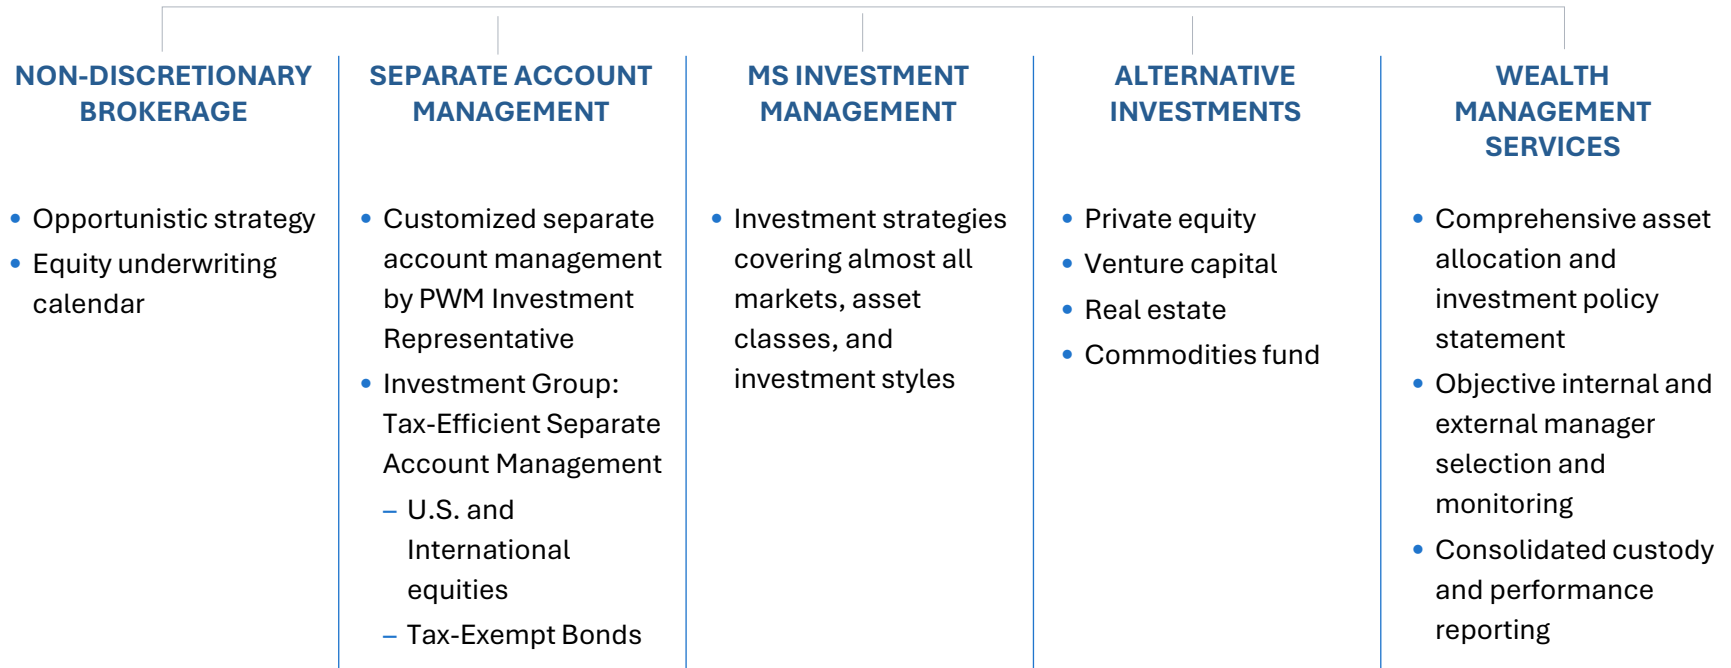 NON-DISCRETIONARY
BROKERAGE
• Opportunistic strategy
• Equity underwriting
calendar
SEPARATE ACCOUNT
MANAGEMENT
• Customized separate
account management
by PWM Investment
Representative
• Investment Group:
Tax-Efficient Separate
Account Management
– U.S. and
International
equities
– Tax-Exempt Bonds
MS INVESTMENT
MANAGEMENT
• Investment strategies
covering almost all
markets, asset
classes, and
investment styles
ALTERNATIVE
INVESTMENTS
• Private equity
• Venture capital
• Real estate
• Commodities fund
WEALTH
MANAGEMENT
SERVICES
• Comprehensive asset
allocation and
investment policy
statement
• Objective internal and
external manager
selection and
monitoring
• Consolidated custody
and performance
reporting